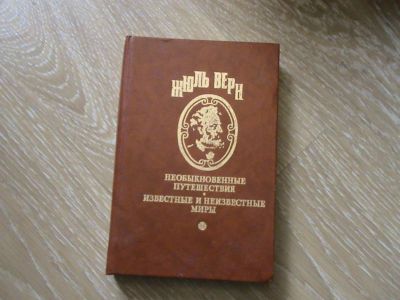 ЖЮЛЬ ВЕРН
НЕОБЫКНОВЕННЫЕ
ПУТЕШЕСТВИЯ
ИЗВЕСТНЫЕ И НЕИЗВЕСТНЫЕ
МИРЫ